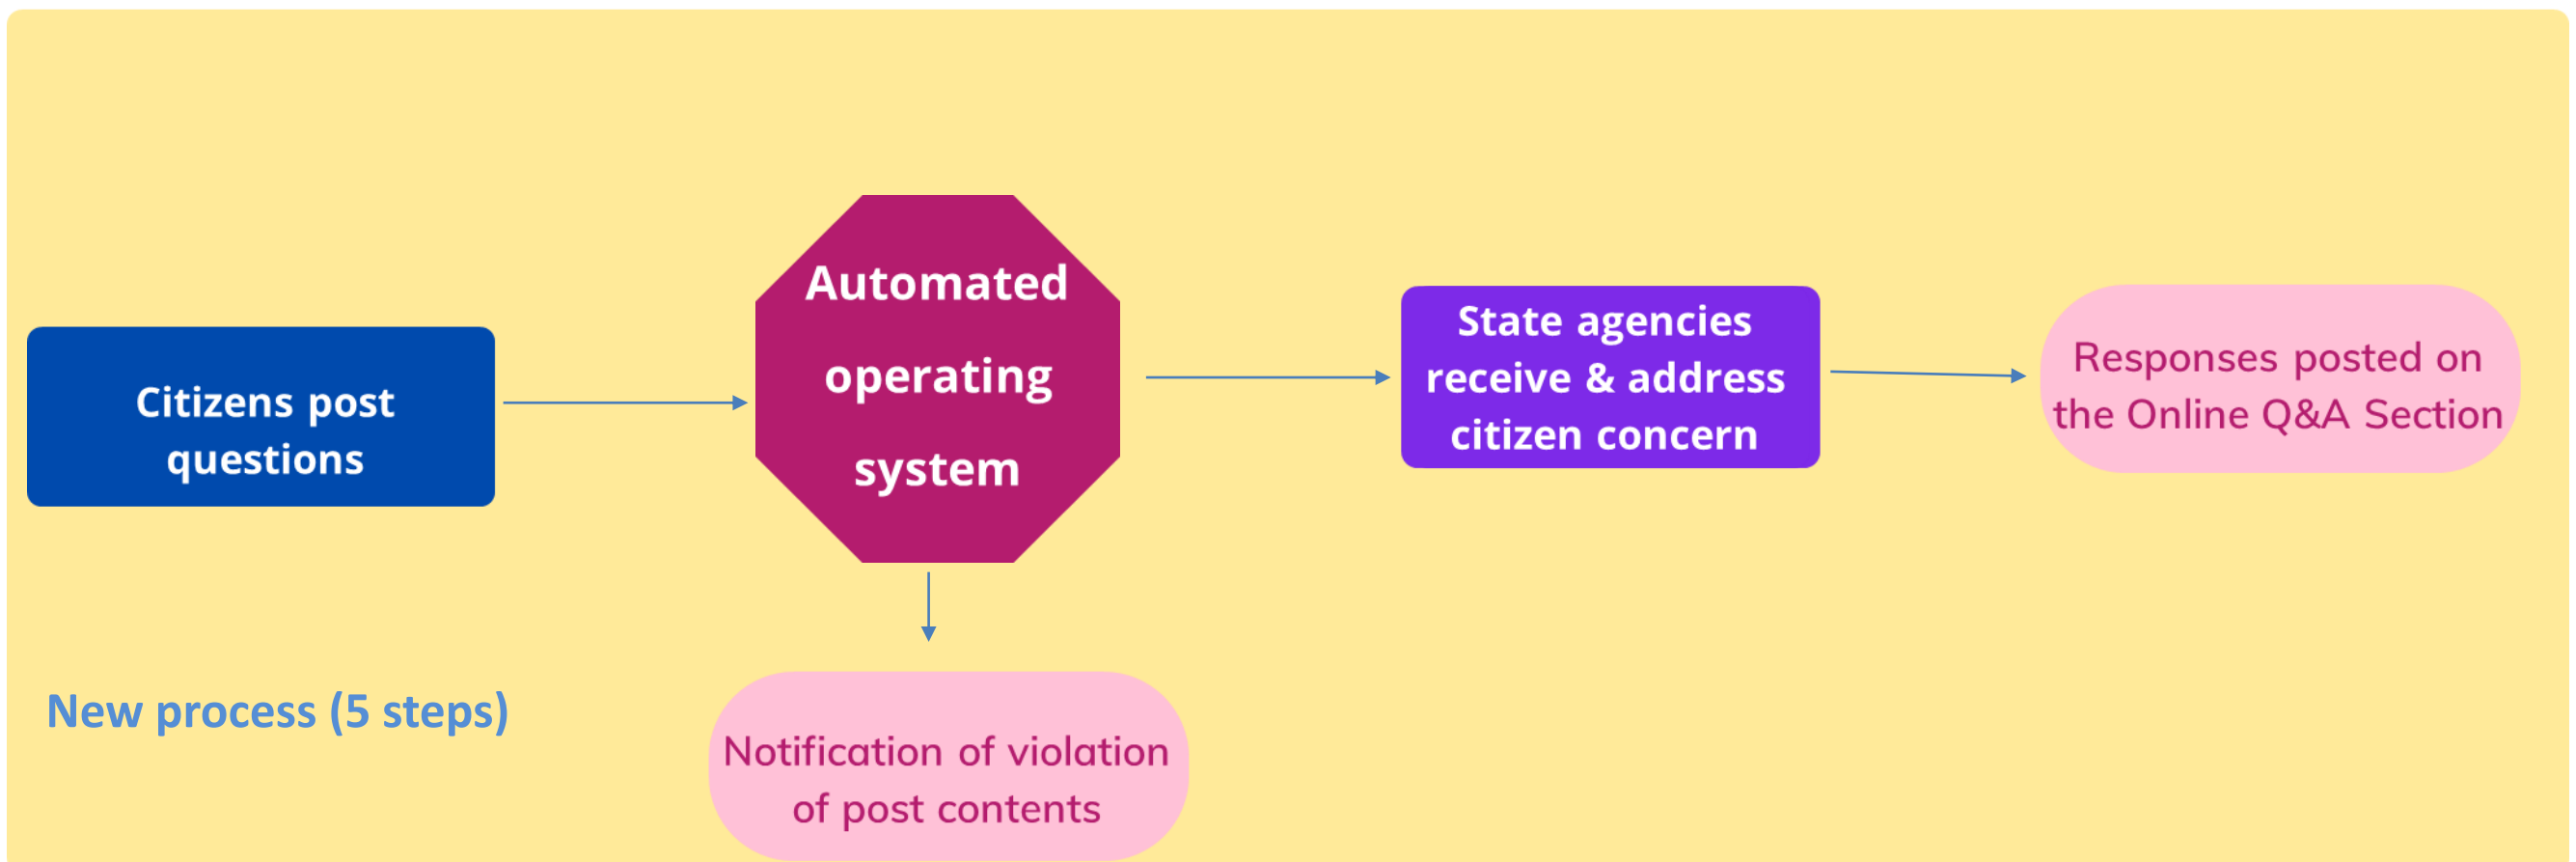 Citizens post
questions
Automated
operating
system
State agencies
receive & address
citizen concern
Responses posted on
the Online Q&A Section
New process (5 steps)
Notification of violation
of post contents